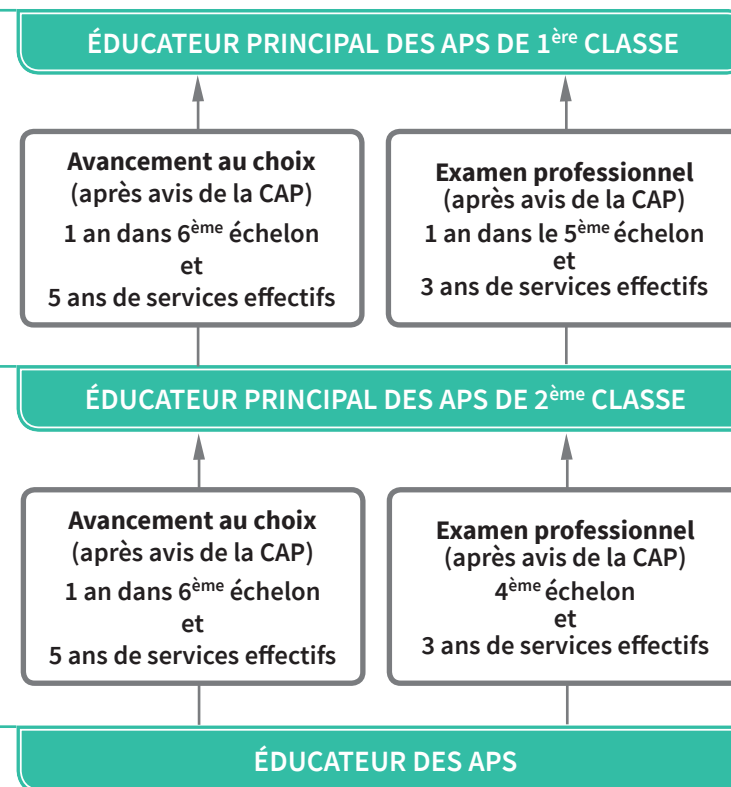 ÉDUCATEUR PRINCIPAL DES APS DE 1ère CLASSE
Avancement au choix
(après avis de la CAP)
1 an dans 6ème échelon
et
5 ans de services effectifs
Examen professionnel
(après avis de la CAP)
1 an dans le 5ème échelon
et
3 ans de services effectifs
ÉDUCATEUR PRINCIPAL DES APS DE 2ème CLASSE
Avancement au choix
(après avis de la CAP)
1 an dans 6ème échelon
et
5 ans de services effectifs
Examen professionnel
(après avis de la CAP)
4ème échelon
et
3 ans de services effectifs
ÉDUCATEUR DES APS